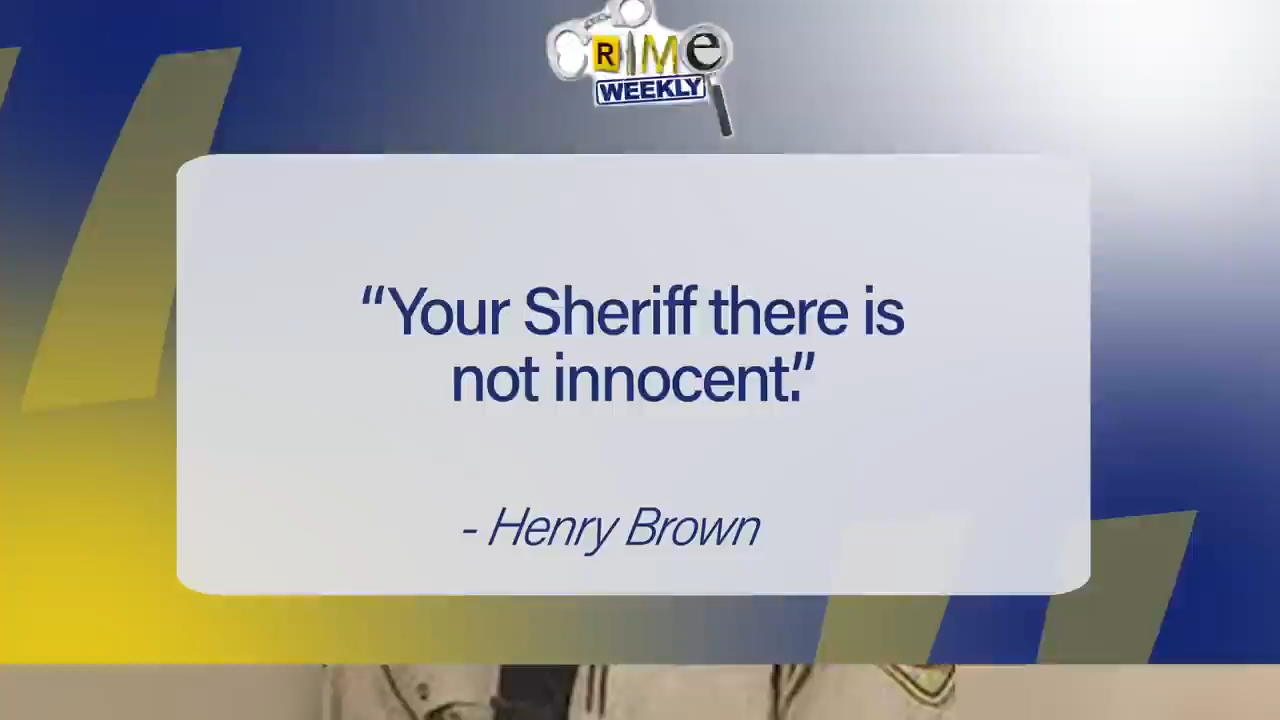 CRIME
WEEKLY
“Your Sheriff there is
not innocent.”
- Henry Brown